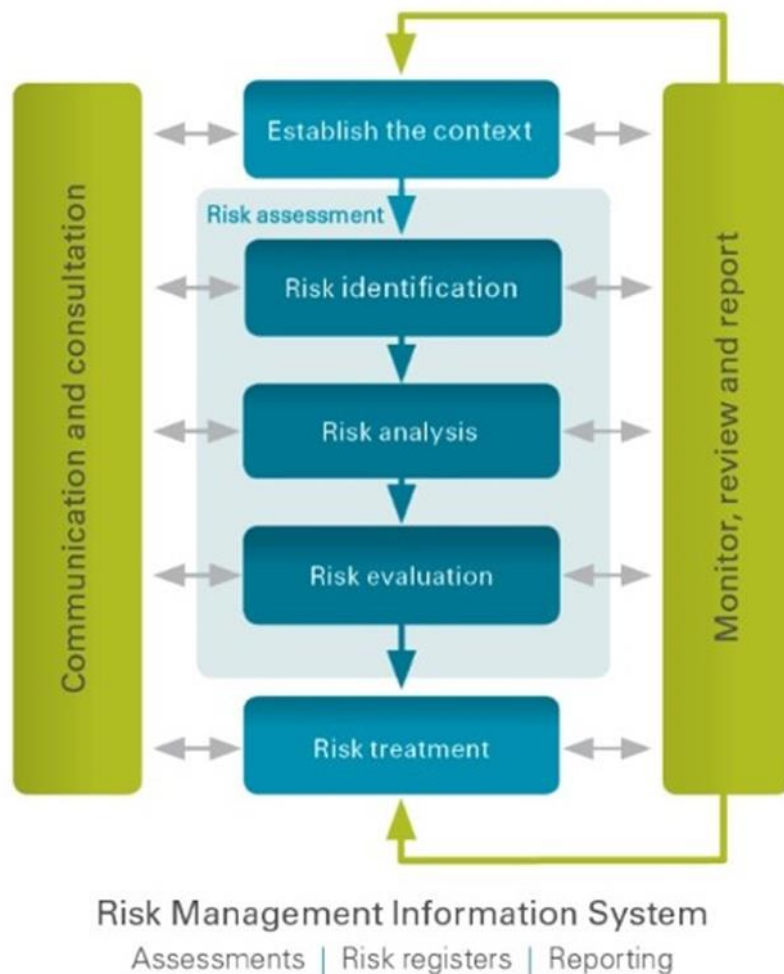 Establish the context
Risk assessment
Risk identification
Risk analysis
Risk evaluation
Risk treatment
Communication and consultation
Monitor, review and report
Risk Management Information System
Assessments | Risk registers | Reporting